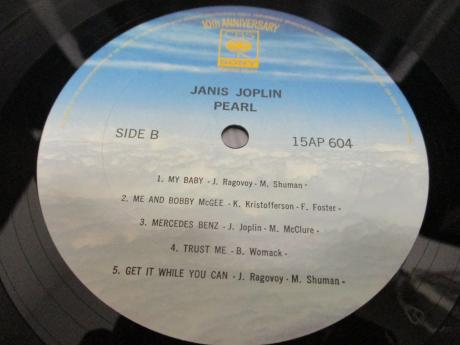 10th ANNIVERSARY
CBS
SONY
JANIS JOPLIN
PEARL
SIDE B 15AP 604
1. MY BABY - J. Ragovoy - M. Shuman -
2. ME AND BOBBY McGEE - K. Kristofferson - F. Foster -
3. MERCEDES BENZ - J. Joplin - M. McClure -
4. TRUST ME - B. Womack -
5. GET IT WHILE YOU CAN - J. Ragovoy - M. Shuman -